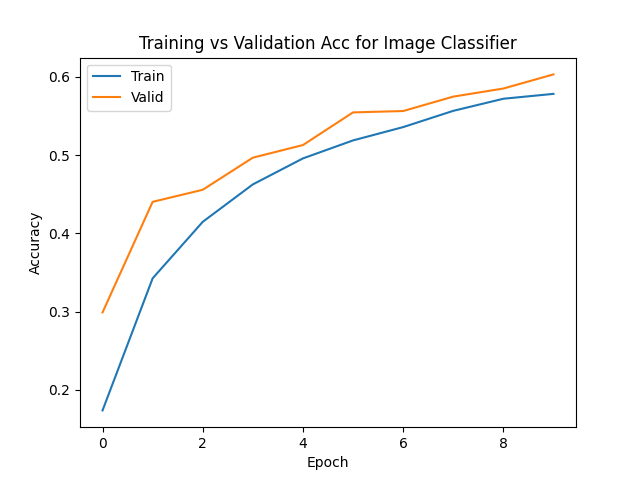 Training vs Validation Acc for Image Classifier
Train
Valid
0.6
0.5
0.4
0.3
0.2
Accuracy
0 2 4 6 8
Epoch